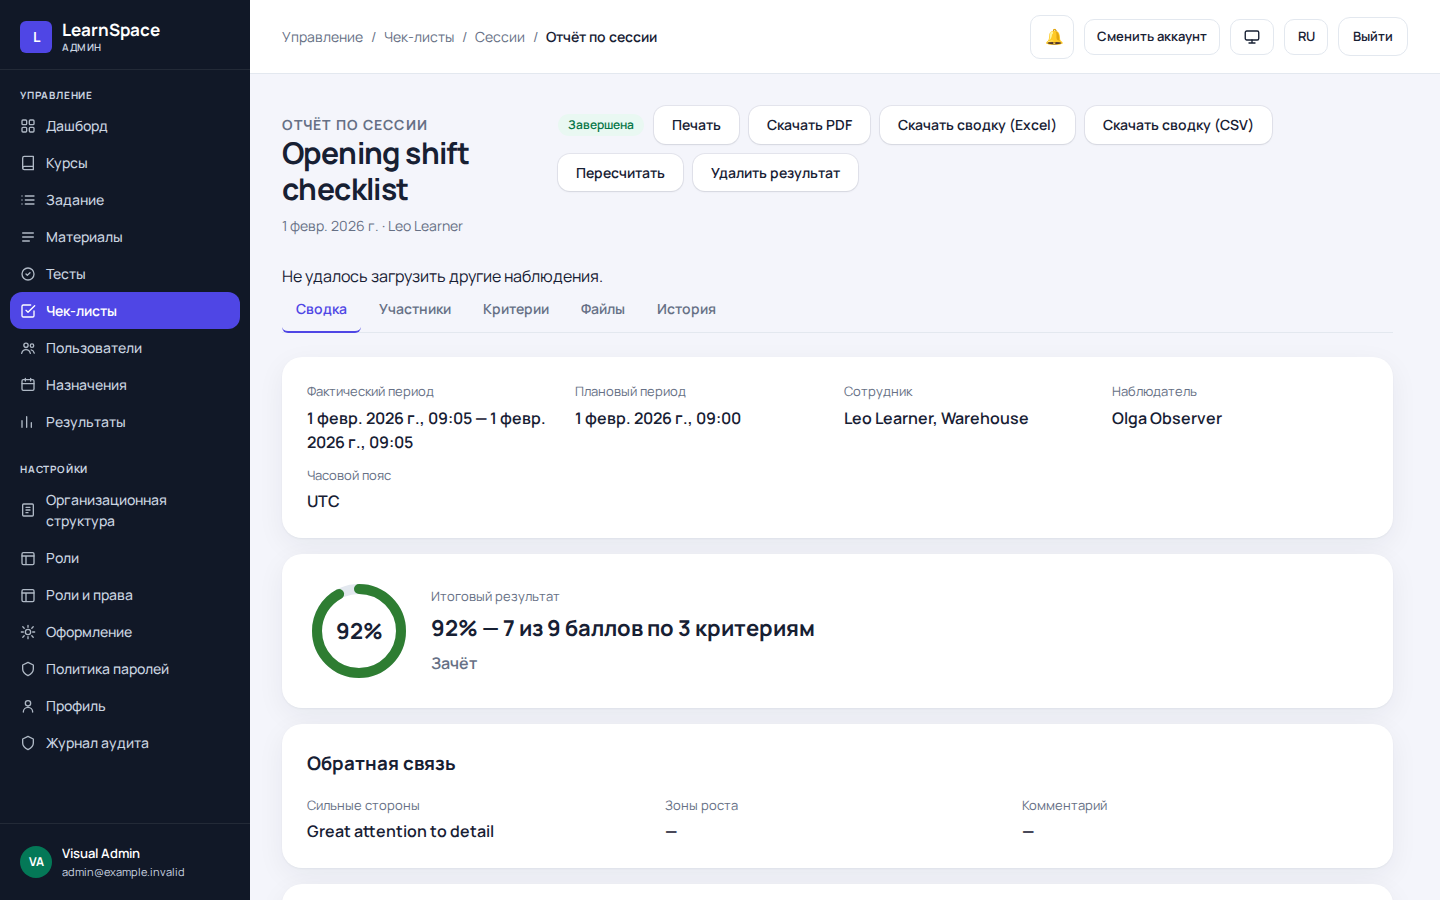 L
LearnSpace
АДМИН
УПРАВЛЕНИЕ
Дашборд
Курсы
Задание
Материалы
Тесты
Чек-листы
Пользователи
Назначения
Результаты
НАСТРОЙКИ
Организационная
структура
Роли
Роли и права
Оформление
Политика паролей
Профиль
Журнал аудита
VA
Visual Admin
admin@example.invalid
Управление / Чек-листы / Сессии / Отчёт по сессии
Сменить аккаунт
RU
Выйти
ОТЧЁТ ПО СЕССИИ
Opening shift
checklist
1 февр. 2026 г. · Leo Learner
Завершена
Печать
Скачать PDF
Скачать сводку (Excel)
Скачать сводку (CSV)
Пересчитать
Удалить результат
Не удалось загрузить другие наблюдения.
Сводка
Участники
Критерии
Файлы
История
Фактический период
1 февр. 2026 г., 09:05 — 1 февр.
2026 г., 09:05
Плановый период
1 февр. 2026 г., 09:00
Сотрудник
Leo Learner, Warehouse
Наблюдатель
Olga Observer
Часовой пояс
UTC
92%
Итоговый результат
92% — 7 из 9 баллов по 3 критериям
Зачёт
Обратная связь
Сильные стороны
Great attention to detail
Зоны роста
—
Комментарий
—